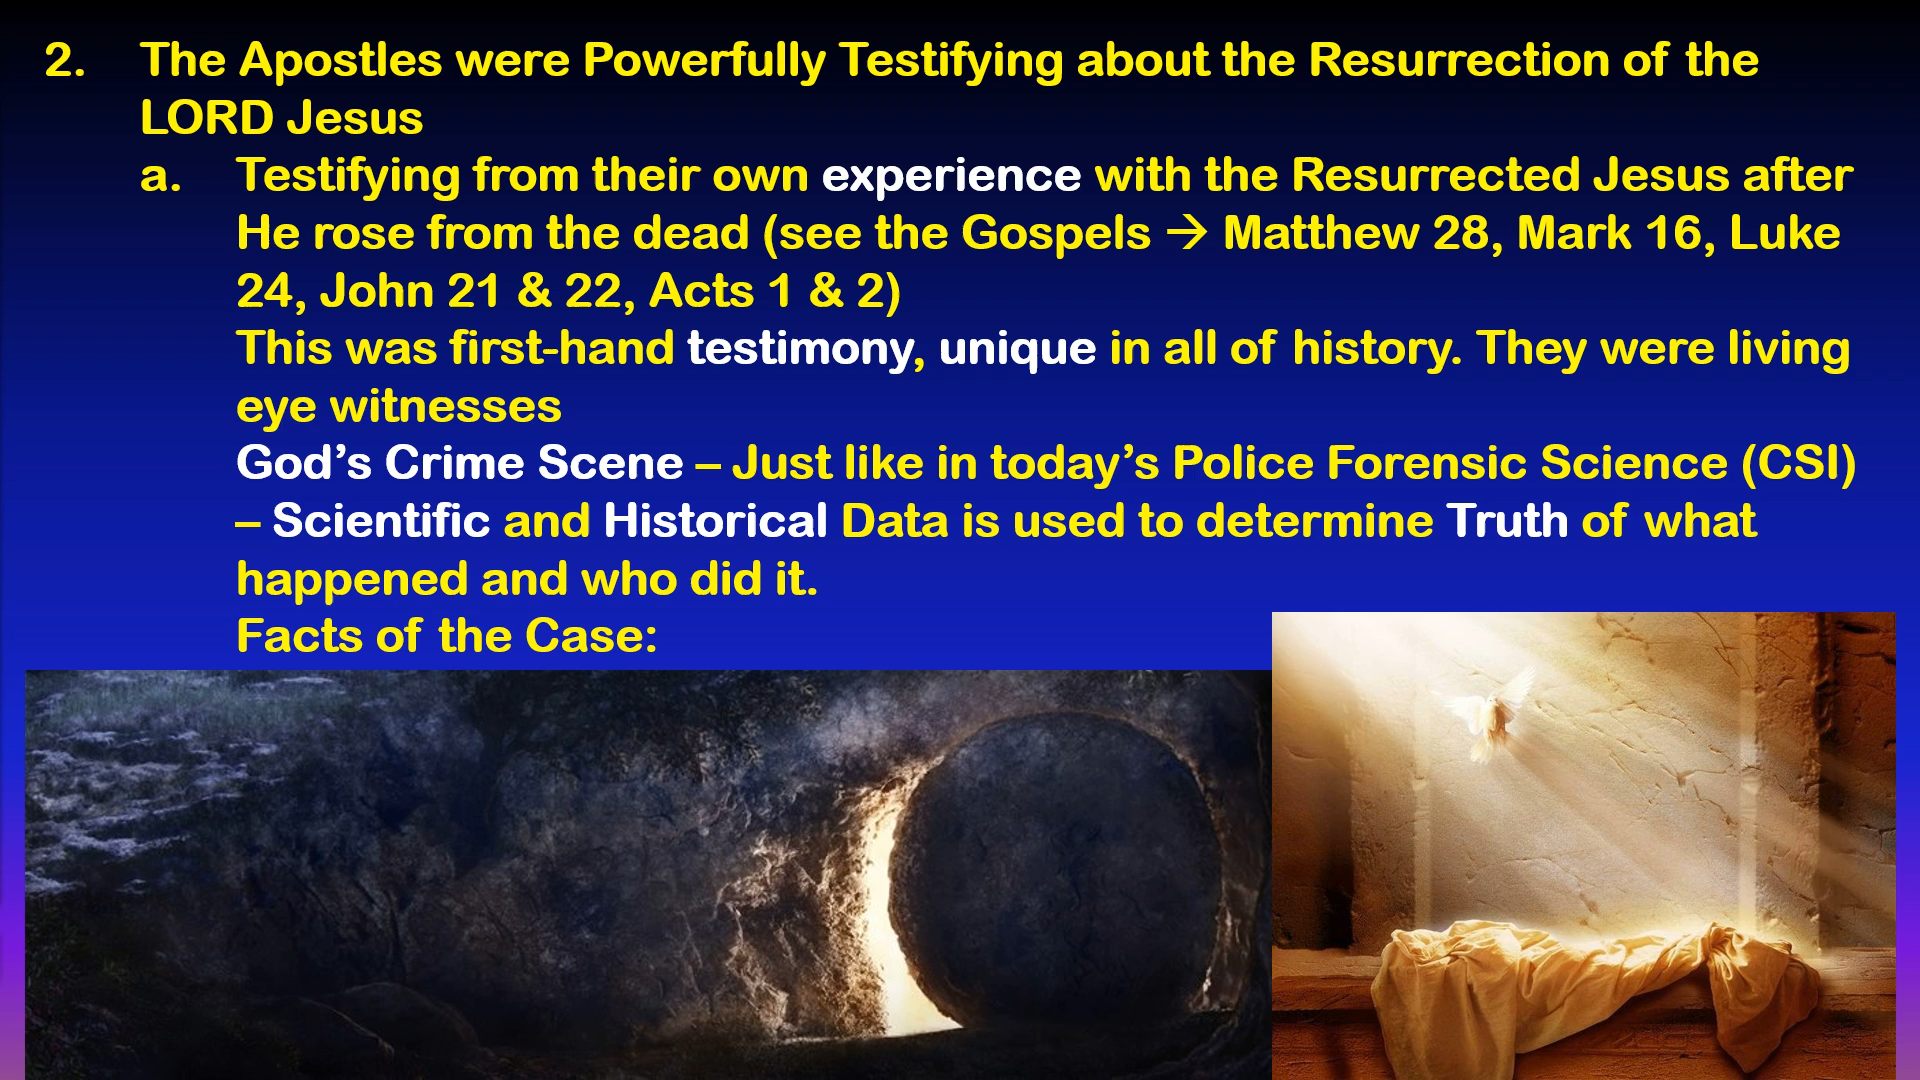 2. The Apostles were Powerfully Testifying about the Resurrection of the
LORD Jesus
a. Testifying from their own experience with the Resurrected Jesus after
He rose from the dead (see the Gospels → Matthew 28, Mark 16, Luke
24, John 21 & 22, Acts 1 & 2)
This was first-hand testimony, unique in all of history. They were living
eye witnesses
God’s Crime Scene – Just like in today’s Police Forensic Science (CSI)
– Scientific and Historical Data is used to determine Truth of what
happened and who did it.
Facts of the Case: